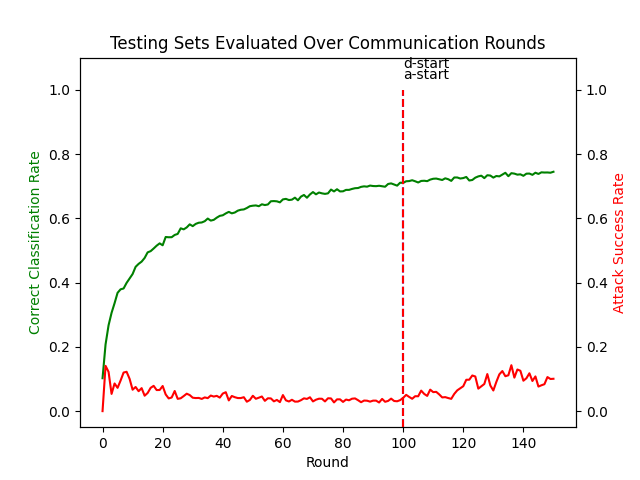 Testing Sets Evaluated Over Communication Rounds
d-start
a-start
1.0
0.8
0.6
0.4
0.2
0.0
Correct Classification Rate
1.0
0.8
0.6
0.4
0.2
0.0
Attack Success Rate
0 20 40 60 80 100 120 140
Round